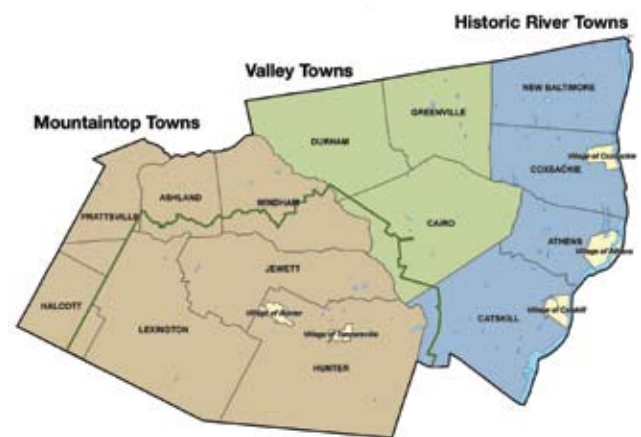 Historic River Towns
Valley Towns
Mountaintop Towns
NEW BALTIMORE
GREENVILLE
DURHAM
COXSACKIE
Village of Coxsackie
ASHLAND
WINDHAM
PRATTSVILLE
CAIRO
ATHENS
Village of Athens
JEWETT
HALCOTT
Village of Hunter
Village of Catskill
LEXINGTON
Village of Tannersville
CATSKILL
HUNTER